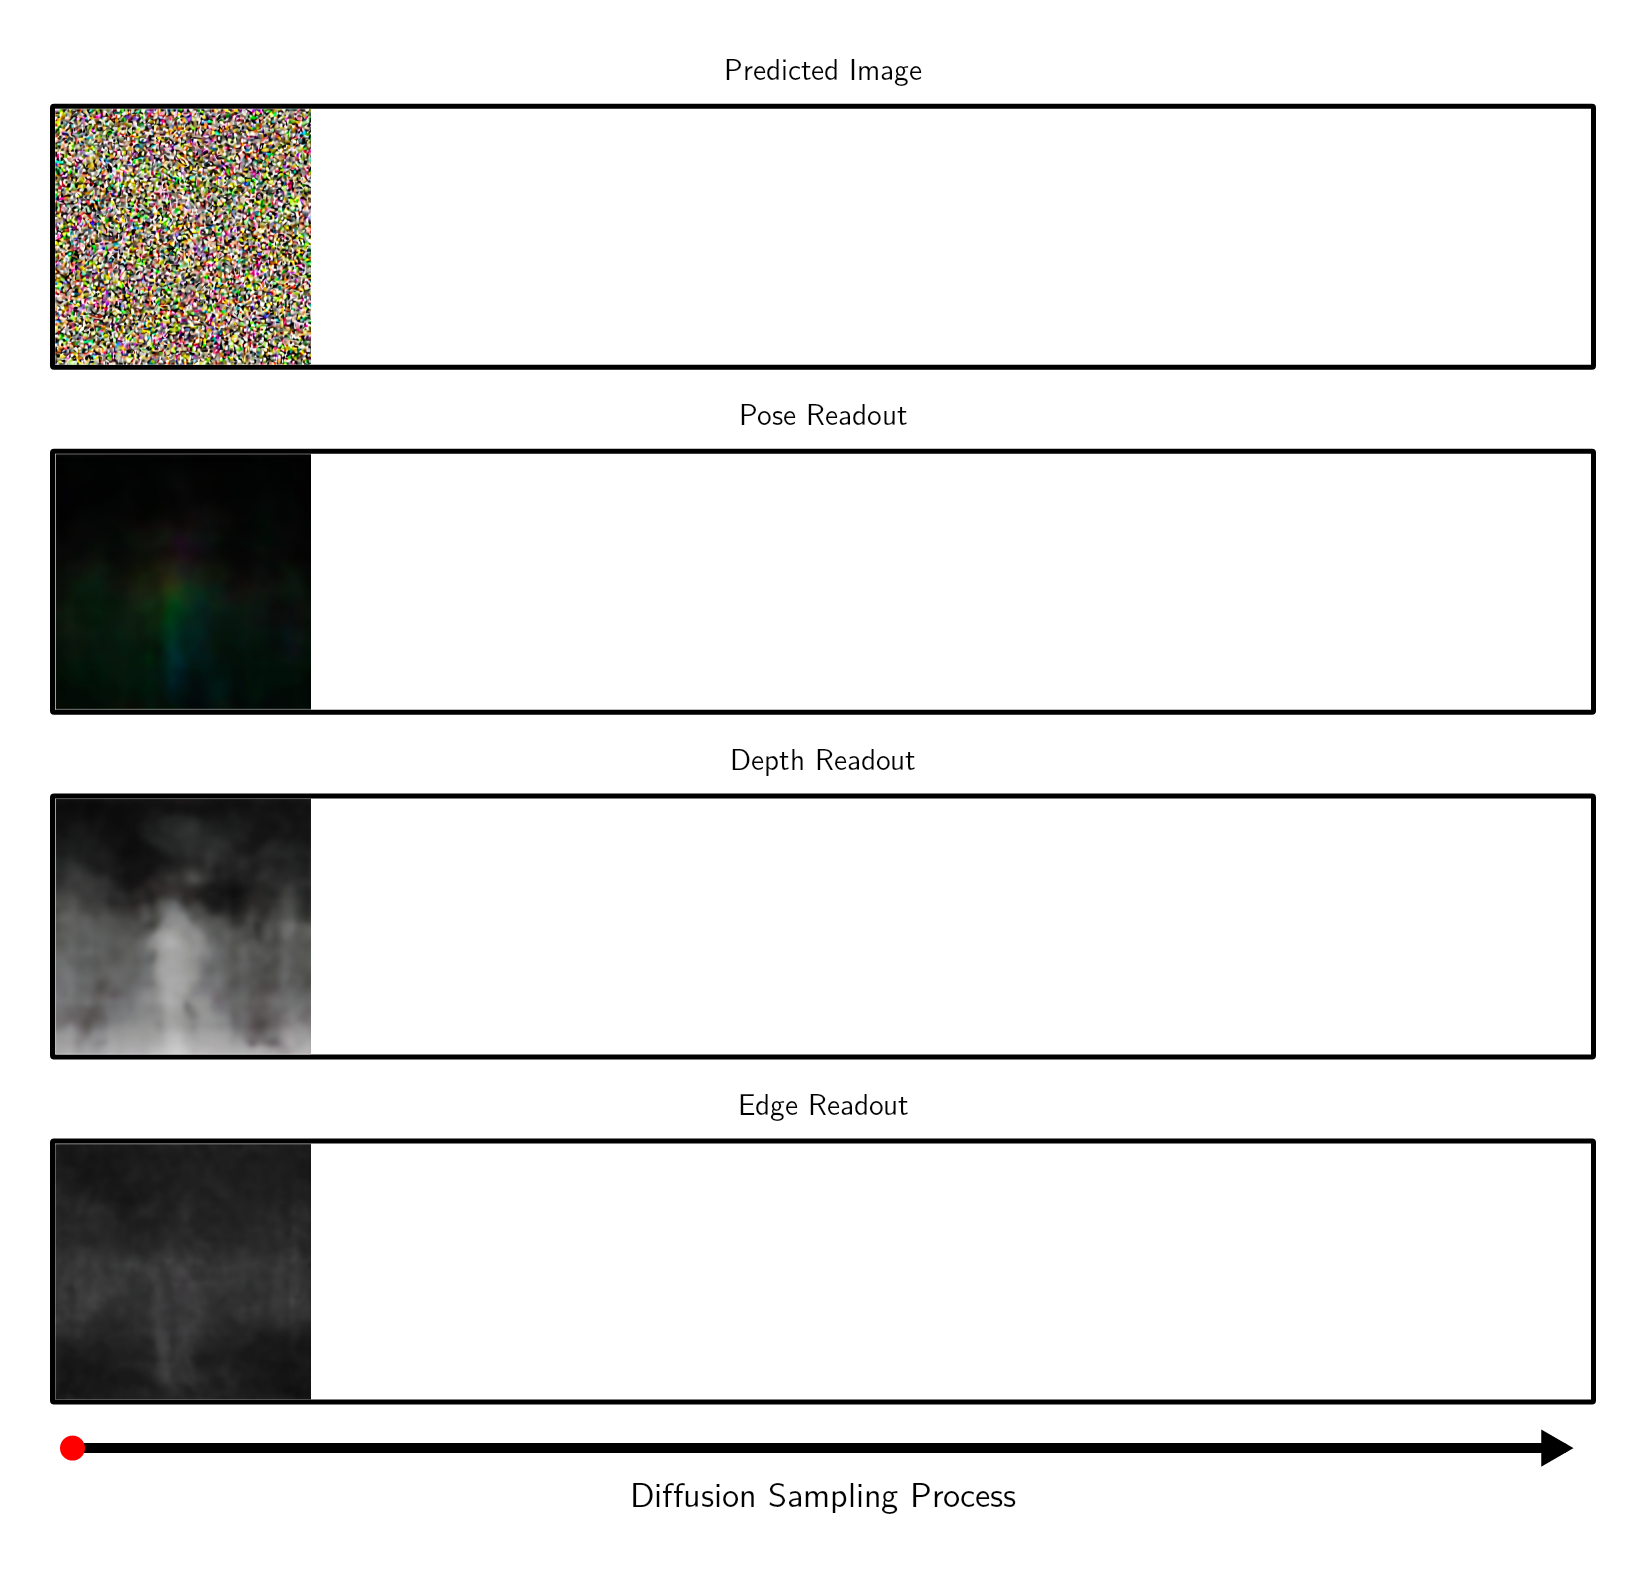 Predicted Image
Pose Readout
Depth Readout
Edge Readout
Diffusion Sampling Process